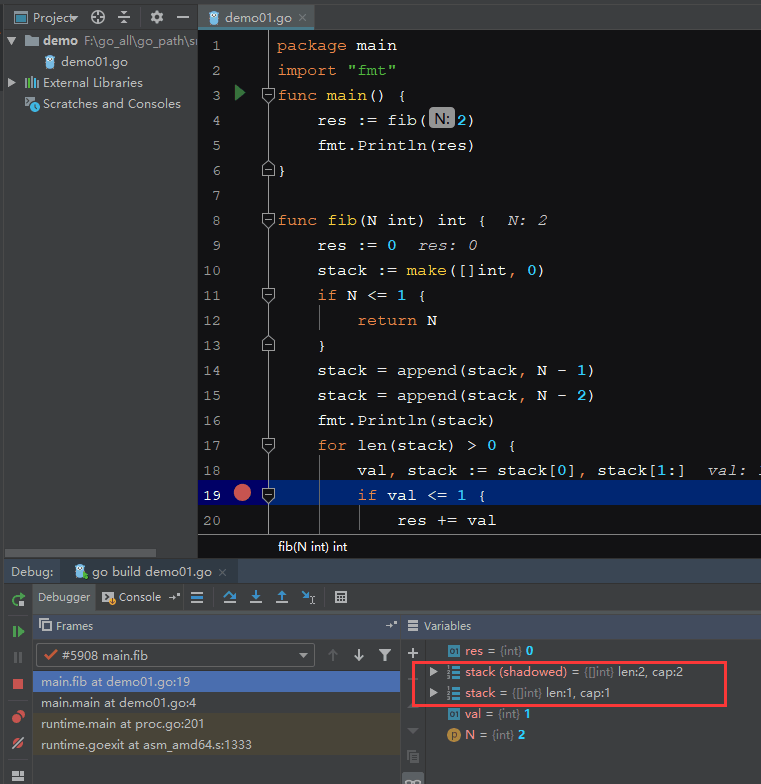 Project
demo01.go
demo F:\go_all\go_path\s
demo01.go
External Libraries
Scratches and Consoles
1 package main
2 import "fmt"
3 func main() {
4 res := fib( N: 2)
5 fmt.Println(res)
6 }
7
8 func fib(N int) int { N: 2
9 res := 0 res: 0
10 stack := make([]int, 0)
11 if N <= 1 {
12 return N
13 }
14 stack = append(stack, N - 1)
15 stack = append(stack, N - 2)
16 fmt.Println(stack)
17 for len(stack) > 0 {
18 val, stack := stack[0], stack[1:] val:
19 if val <= 1 {
20 res += val
fib(N int) int
Debug: go build demo01.go
Debugger Console
Frames
#5908 main.fib
main.fib at demo01.go:19
main.main at demo01.go:4
runtime.main at proc.go:201
runtime.goexit at asm_amd64.s:1333
Variables
res = {int} 0
stack (shadowed) = {[]int} len:2, cap:2
stack = {[]int} len:1, cap:1
val = {int} 1
N = {int} 2